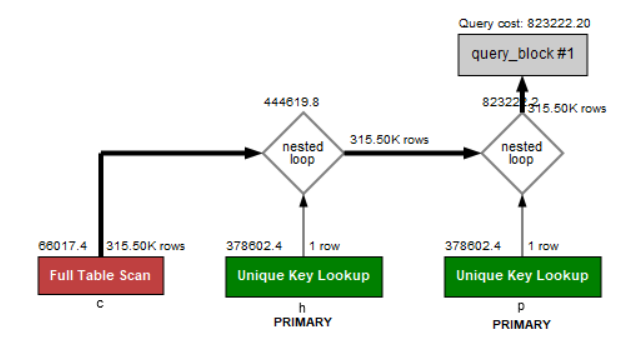 Query cost: 823222.20
query_block #1
444619.8
823222.2
315.50K rows
nested
loop
315.50K rows
nested
loop
66017.4
315.50K rows
378602.4
1 row
378602.4
1 row
Full Table Scan
Unique Key Lookup
Unique Key Lookup
c
h
p
PRIMARY
PRIMARY